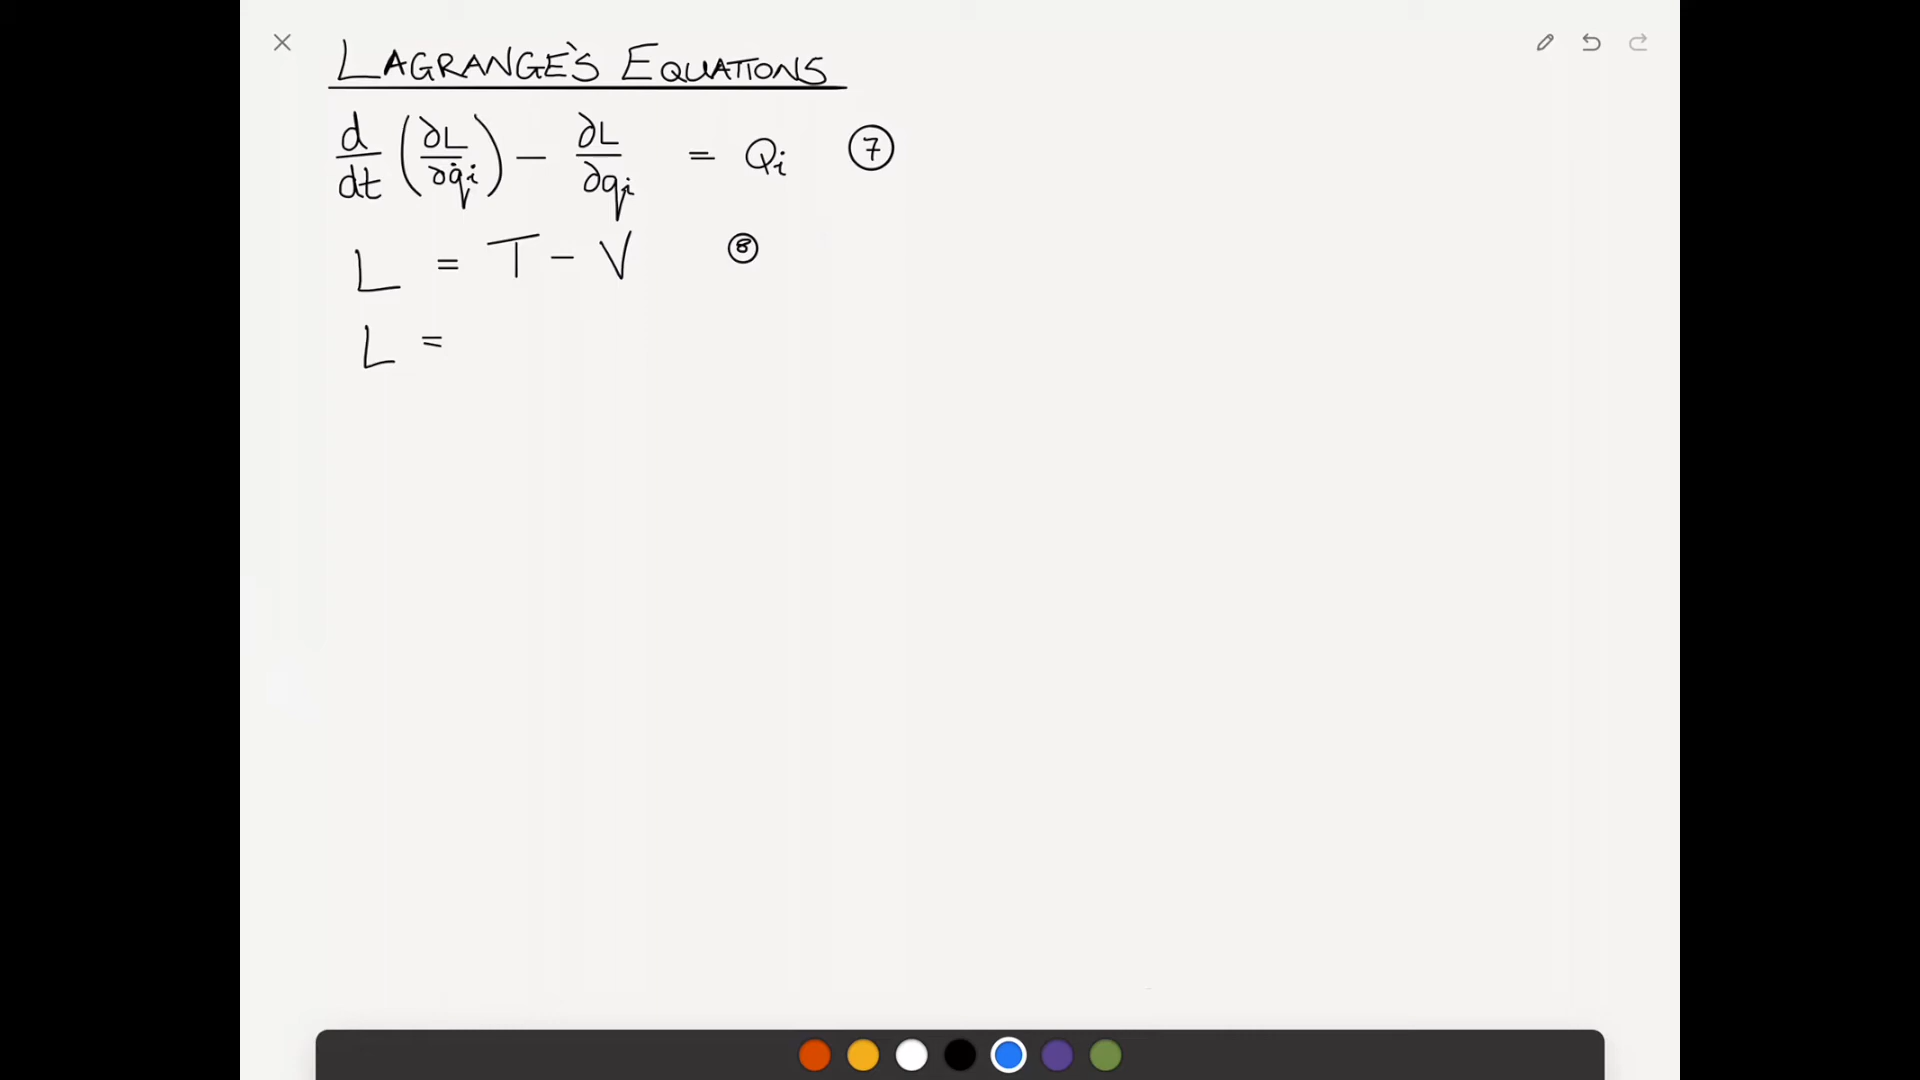 LAGRANGE'S EQUATIONS
d/dt (∂L/∂q̇i) − ∂L/∂qi = Qi ⑦
L = T − V ⑧
L =